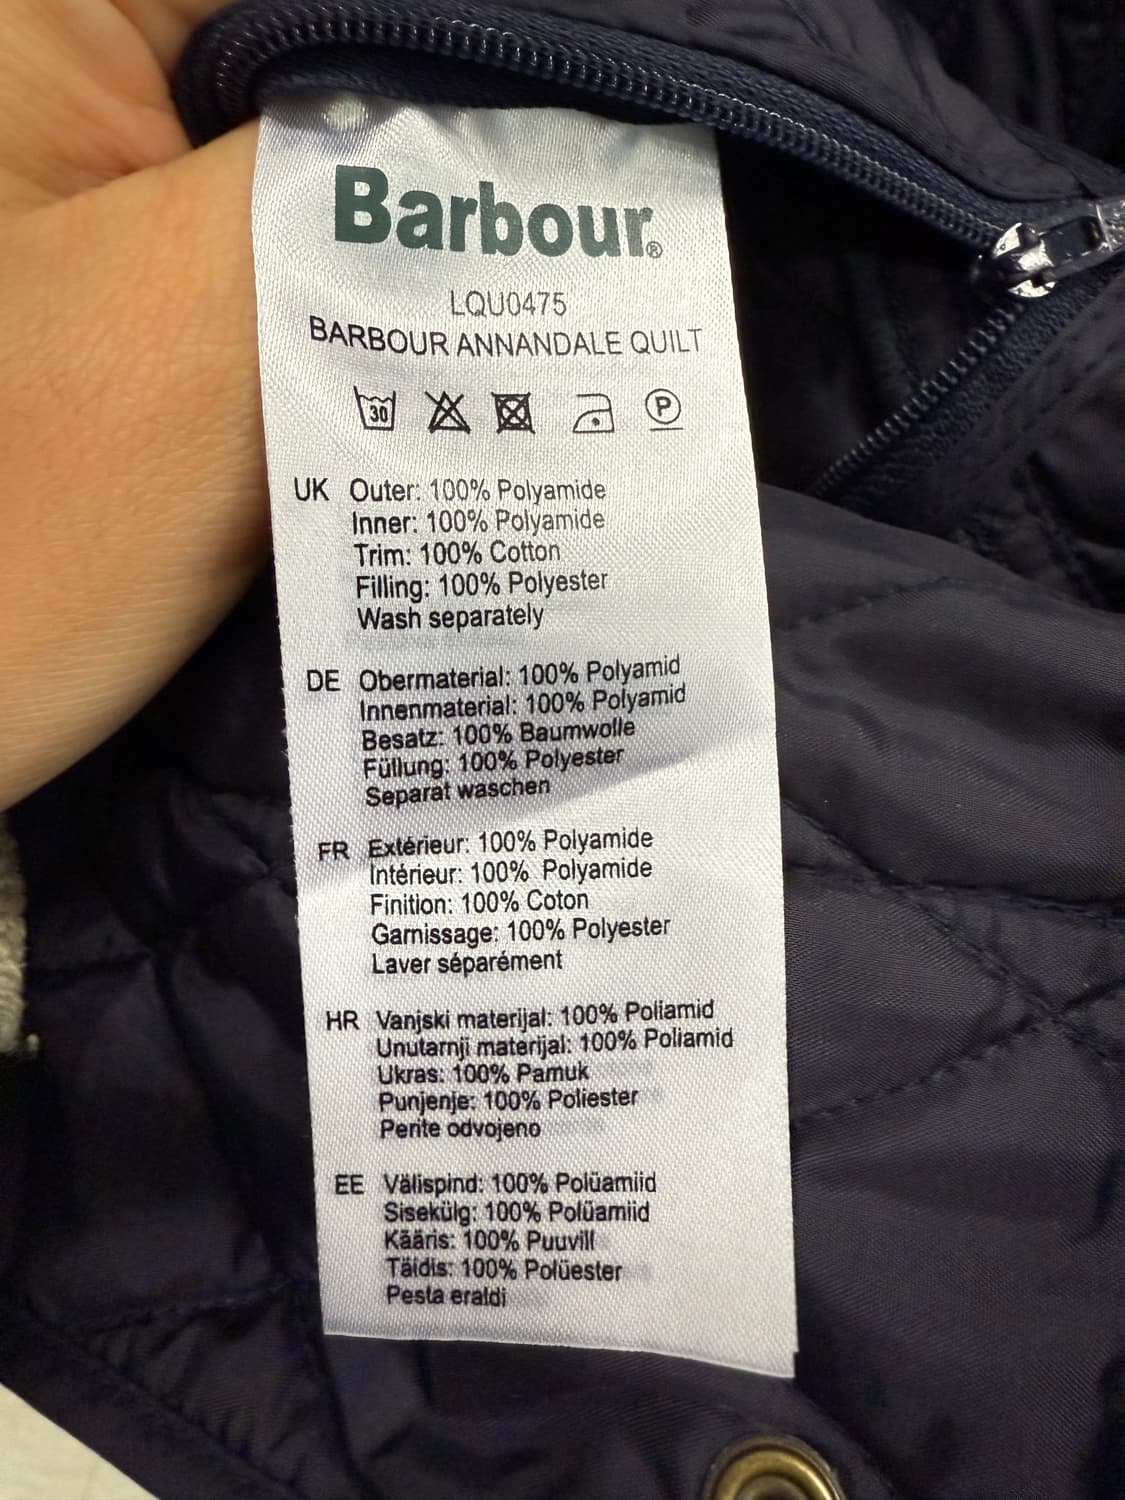 Barbour®
LQU0475
BARBOUR ANNANDALE QUILT
30 P
UK Outer: 100% Polyamide
Inner: 100% Polyamide
Trim: 100% Cotton
Filling: 100% Polyester
Wash separately
DE Obermaterial: 100% Polyamid
Innenmaterial: 100% Polyamid
Besatz: 100% Baumwolle
Füllung: 100% Polyester
Separat waschen
FR Extérieur: 100% Polyamide
Intérieur: 100% Polyamide
Finition: 100% Coton
Garnissage: 100% Polyester
Laver séparément
HR Vanjski materijal: 100% Poliamid
Unutarnji materijal: 100% Poliamid
Ukras: 100% Pamuk
Punjenje: 100% Poliester
Perite odvojeno
EE Välispind: 100% Polüamiid
Sisekülg: 100% Polüamiid
Kääris: 100% Puuvill
Täidis: 100% Polüester
Pesta eraldi